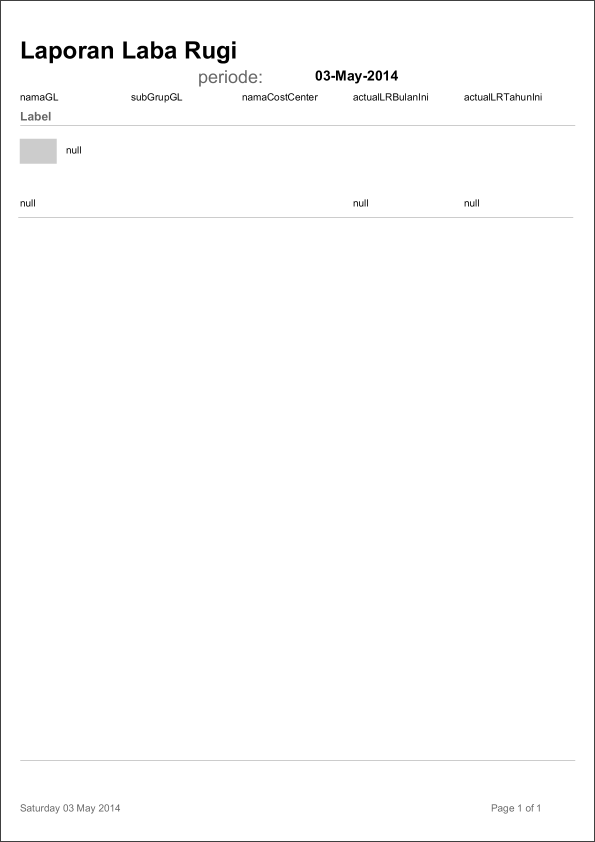 Laporan Laba Rugi
periode: 03-May-2014
namaGL subGrupGL namaCostCenter actualLRBulanIni actualLRTahunIni
Label
null
null null null
Saturday 03 May 2014 Page 1 of 1